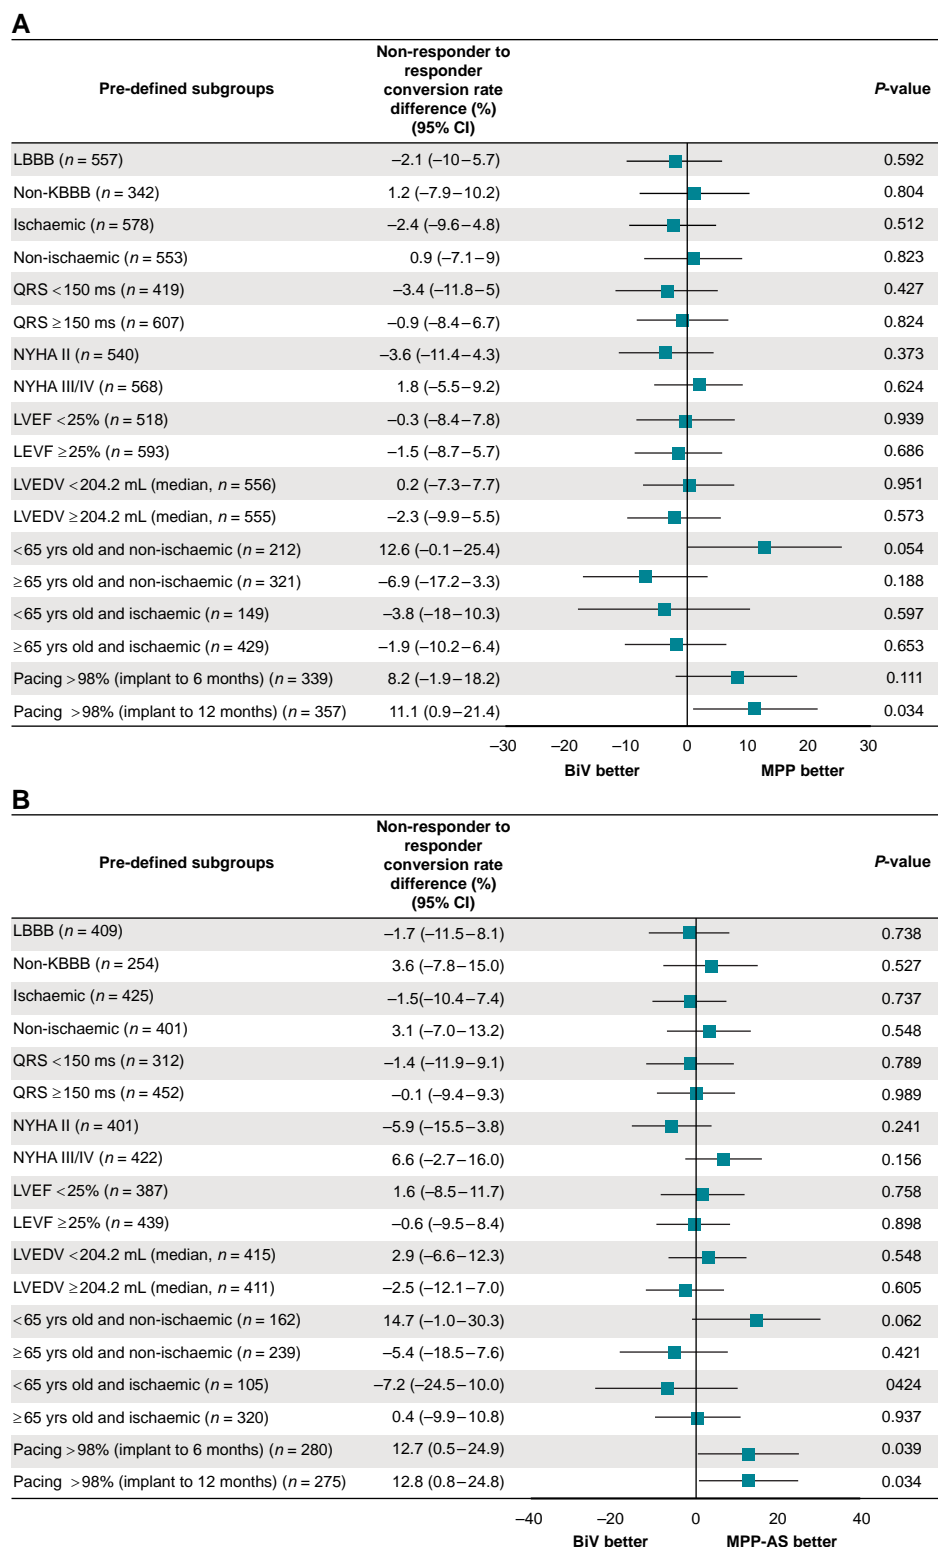 A
Pre-defined subgroups
Non-responder to
responder
conversion rate
difference (%)
(95% CI)
P-value
LBBB (n = 557) −2.1 (−10−5.7) 0.592
Non-KBBB (n = 342) 1.2 (−7.9−10.2) 0.804
Ischaemic (n = 578) −2.4 (−9.6−4.8) 0.512
Non-ischaemic (n = 553) 0.9 (−7.1−9) 0.823
QRS <150 ms (n = 419) −3.4 (−11.8−5) 0.427
QRS ≥150 ms (n = 607) −0.9 (−8.4−6.7) 0.824
NYHA II (n = 540) −3.6 (−11.4−4.3) 0.373
NYHA III/IV (n = 568) 1.8 (−5.5−9.2) 0.624
LVEF <25% (n = 518) −0.3 (−8.4−7.8) 0.939
LEVF ≥25% (n = 593) −1.5 (−8.7−5.7) 0.686
LVEDV <204.2 mL (median, n = 556) 0.2 (−7.3−7.7) 0.951
LVEDV ≥204.2 mL (median, n = 555) −2.3 (−9.9−5.5) 0.573
<65 yrs old and non-ischaemic (n = 212) 12.6 (−0.1−25.4) 0.054
≥65 yrs old and non-ischaemic (n = 321) −6.9 (−17.2−3.3) 0.188
<65 yrs old and ischaemic (n = 149) −3.8 (−18−10.3) 0.597
≥65 yrs old and ischaemic (n = 429) −1.9 (−10.2−6.4) 0.653
Pacing >98% (implant to 6 months) (n = 339) 8.2 (−1.9−18.2) 0.111
Pacing >98% (implant to 12 months) (n = 357) 11.1 (0.9−21.4) 0.034
−30 −20 −10 0 10 20 30
BiV better MPP better
B
Pre-defined subgroups
Non-responder to
responder
conversion rate
difference (%)
(95% CI)
P-value
LBBB (n = 409) −1.7 (−11.5−8.1) 0.738
Non-KBBB (n = 254) 3.6 (−7.8−15.0) 0.527
Ischaemic (n = 425) −1.5(−10.4−7.4) 0.737
Non-ischaemic (n = 401) 3.1 (−7.0−13.2) 0.548
QRS <150 ms (n = 312) −1.4 (−11.9−9.1) 0.789
QRS ≥150 ms (n = 452) −0.1 (−9.4−9.3) 0.989
NYHA II (n = 401) −5.9 (−15.5−3.8) 0.241
NYHA III/IV (n = 422) 6.6 (−2.7−16.0) 0.156
LVEF <25% (n = 387) 1.6 (−8.5−11.7) 0.758
LEVF ≥25% (n = 439) −0.6 (−9.5−8.4) 0.898
LVEDV <204.2 mL (median, n = 415) 2.9 (−6.6−12.3) 0.548
LVEDV ≥204.2 mL (median, n = 411) −2.5 (−12.1−7.0) 0.605
<65 yrs old and non-ischaemic (n = 162) 14.7 (−1.0−30.3) 0.062
≥65 yrs old and non-ischaemic (n = 239) −5.4 (−18.5−7.6) 0.421
<65 yrs old and ischaemic (n = 105) −7.2 (−24.5−10.0) 0424
≥65 yrs old and ischaemic (n = 320) 0.4 (−9.9−10.8) 0.937
Pacing >98% (implant to 6 months) (n = 280) 12.7 (0.5−24.9) 0.039
Pacing >98% (implant to 12 months) (n = 275) 12.8 (0.8−24.8) 0.034
−40 −20 0 20 40
BiV better MPP-AS better